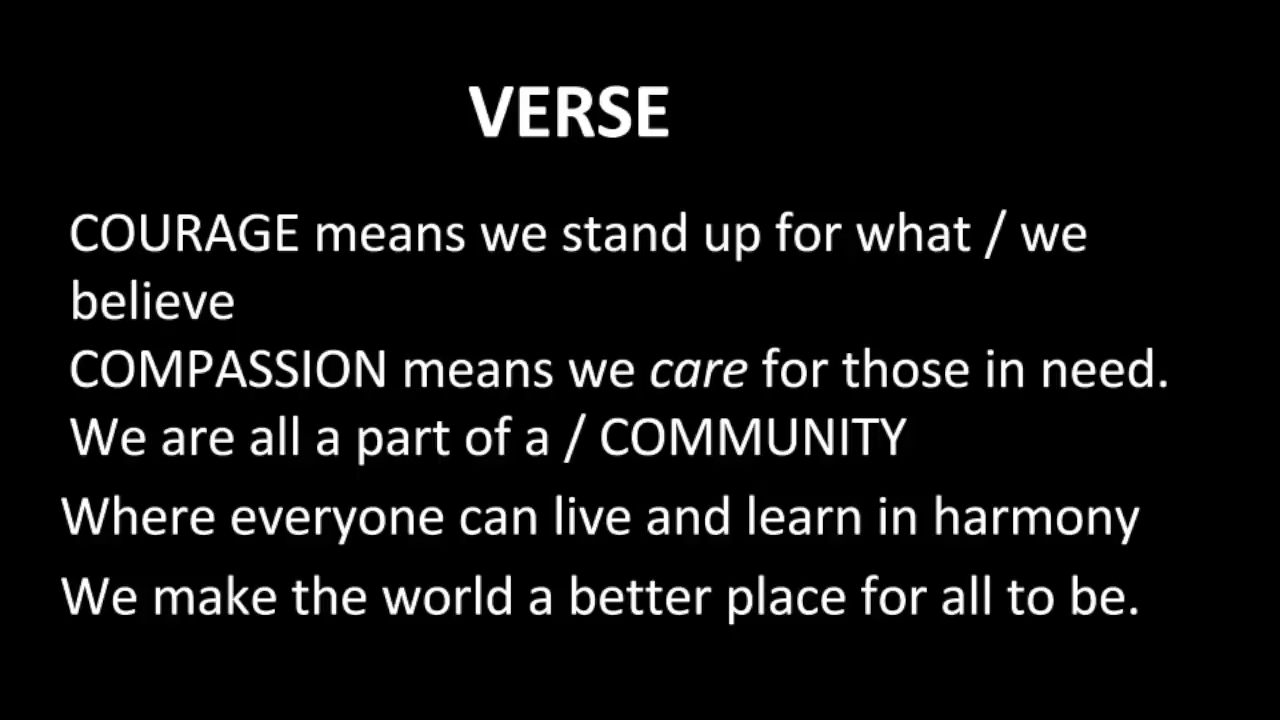 VERSE
COURAGE means we stand up for what / we
believe
COMPASSION means we care for those in need.
We are all a part of a / COMMUNITY
Where everyone can live and learn in harmony
We make the world a better place for all to be.